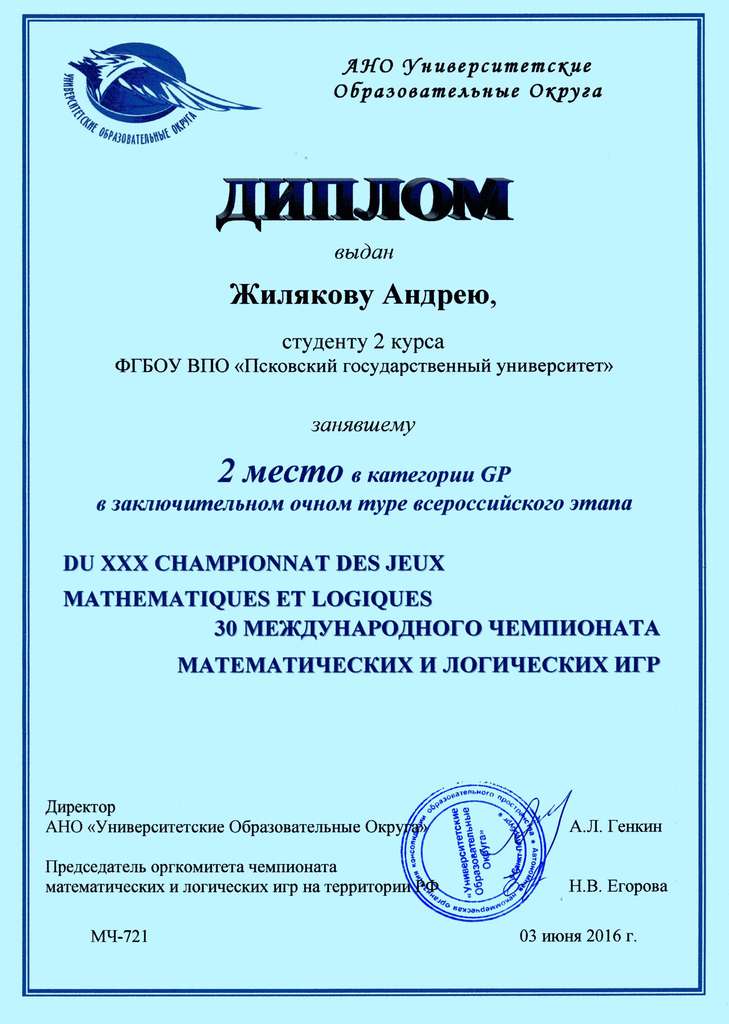 УНИВЕРСИТЕТСКИЕ ОБРАЗОВАТЕЛЬНЫЕ ОКРУГА
АНО Университетские
Образовательные Округа
ДИПЛОМ
выдан
Жилякову Андрею,
студенту 2 курса
ФГБОУ ВПО «Псковский государственный университет»
занявшему
2 место в категории GP
в заключительном очном туре всероссийского этапа
DU XXX CHAMPIONNAT DES JEUX
MATHEMATIQUES ET LOGIQUES
30 МЕЖДУНАРОДНОГО ЧЕМПИОНАТА
МАТЕМАТИЧЕСКИХ И ЛОГИЧЕСКИХ ИГР
Директор
АНО «Университетские Образовательные Округа»
А.Л. Генкин
Председатель оргкомитета чемпионата
математических и логических игр на территории РФ
Н.В. Егорова
«Университетские
Образовательные
Округа»
МЧ-721
03 июня 2016 г.